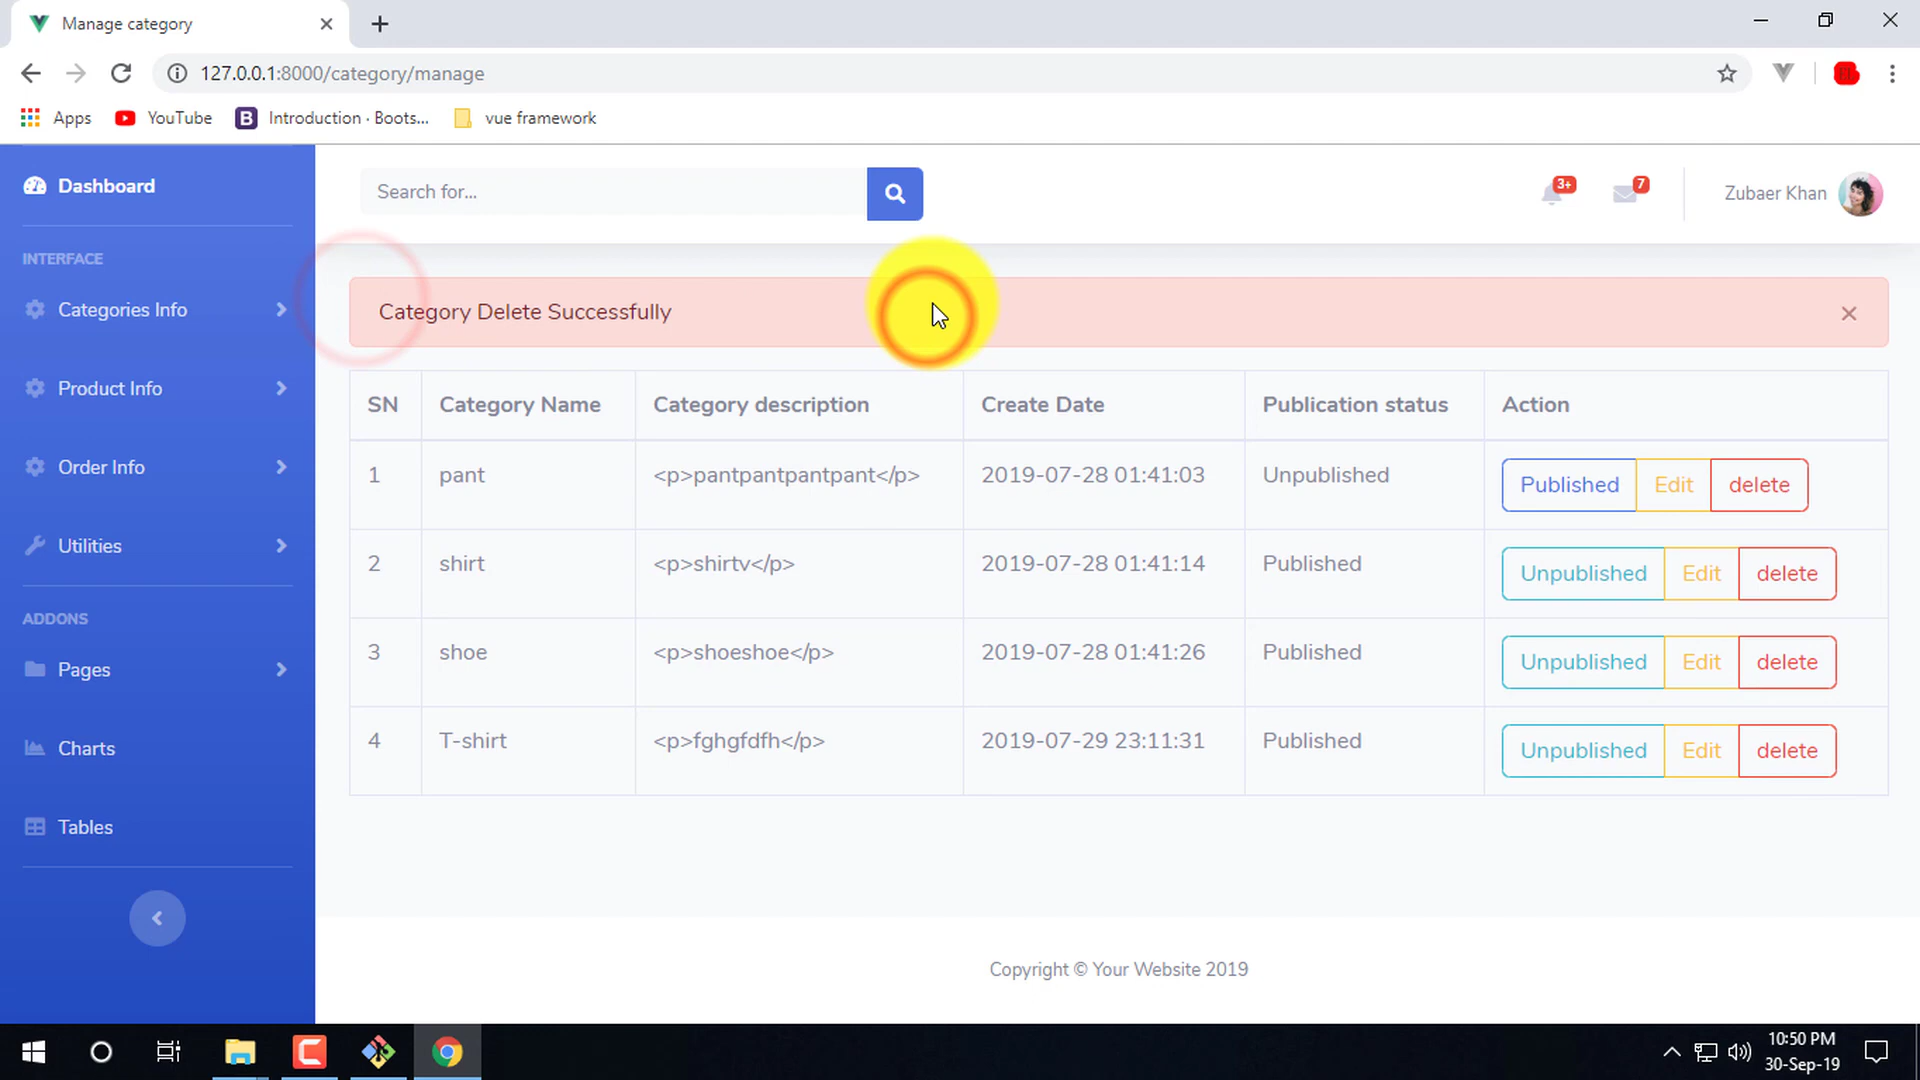 Manage category
127.0.0.1:8000/category/manage
Apps YouTube Introduction · Boots... vue framework
Dashboard
Search for...
3+ 7 Zubaer Khan
INTERFACE
Categories Info
Product Info
Order Info
Utilities
ADDONS
Pages
Charts
Tables
Category Delete Successfully ×
SN Category Name Category description Create Date Publication status Action
1 pant <p>pantpantpantpant</p> 2019-07-28 01:41:03 Unpublished Published Edit delete
2 shirt <p>shirtv</p> 2019-07-28 01:41:14 Published Unpublished Edit delete
3 shoe <p>shoeshoe</p> 2019-07-28 01:41:26 Published Unpublished Edit delete
4 T-shirt <p>fghgfdfh</p> 2019-07-29 23:11:31 Published Unpublished Edit delete
Copyright © Your Website 2019
10:50 PM
30-Sep-19